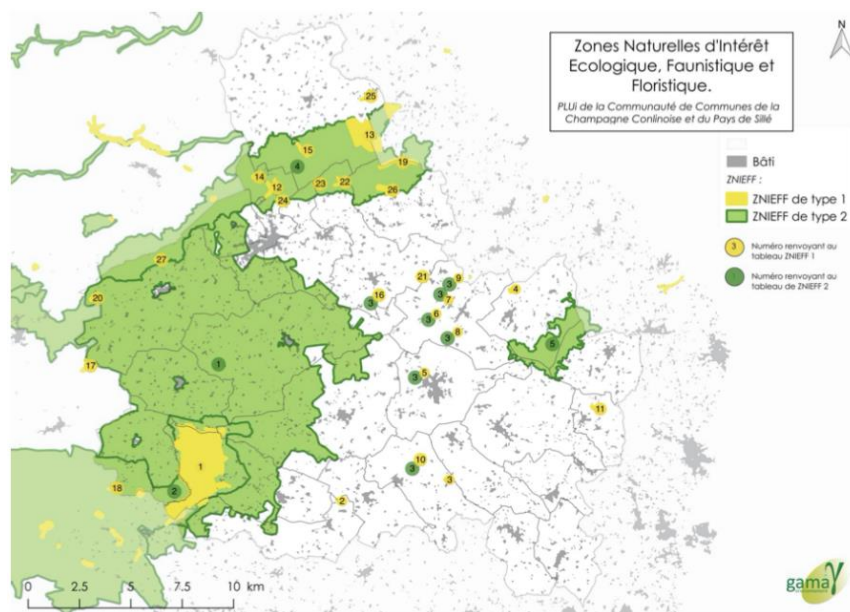 Zones Naturelles d'Intérêt
Ecologique, Faunistique et
Floristique.
PLUi de la Communauté de Communes de la
Champagne Conlinoise et du Pays de Sillé
N
Bâti
ZNIEFF :
ZNIEFF de type 1
ZNIEFF de type 2
3 Numéro renvoyant au
tableau ZNIEFF 1
1 Numéro renvoyant au
tableau de ZNIEFF 2
25
13
15
4
19
14
12
23
22
26
24
27
20
16
3
21
9
3
3
7
4
6
3
8
3
5
17
1
5
3
11
1
10
3
3
18
2
2
0 2.5 5 7.5 10 km
gama